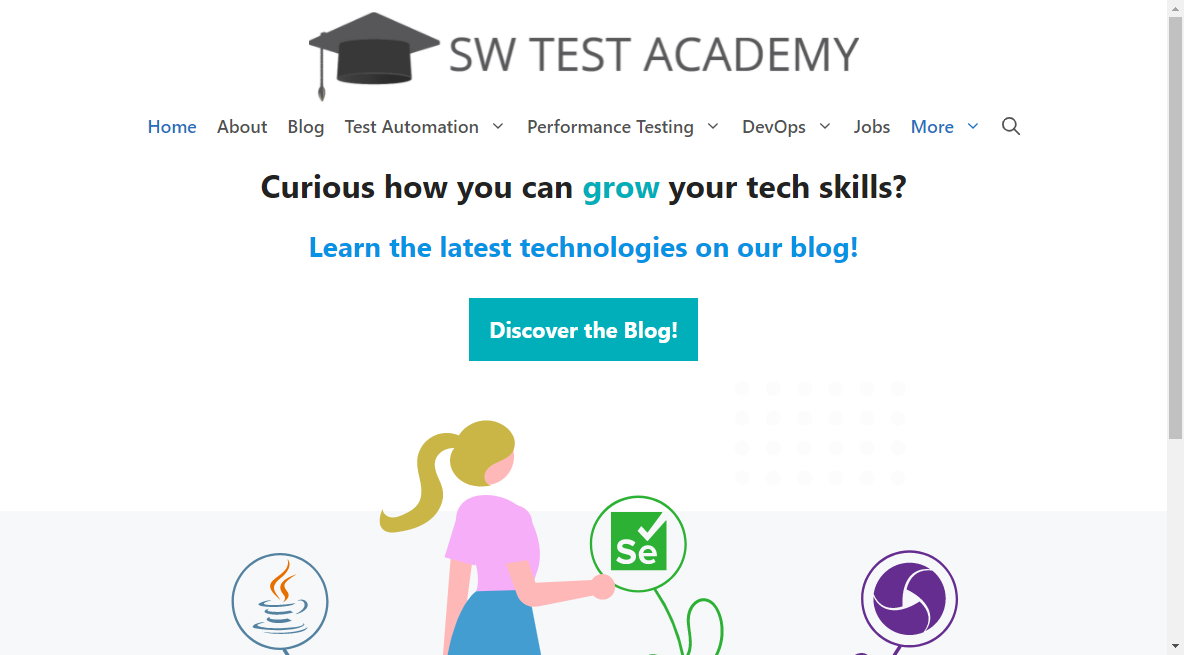 SW TEST ACADEMY
Home About Blog Test Automation Performance Testing DevOps Jobs More
Curious how you can grow your tech skills?
Learn the latest technologies on our blog!
Discover the Blog!
Se